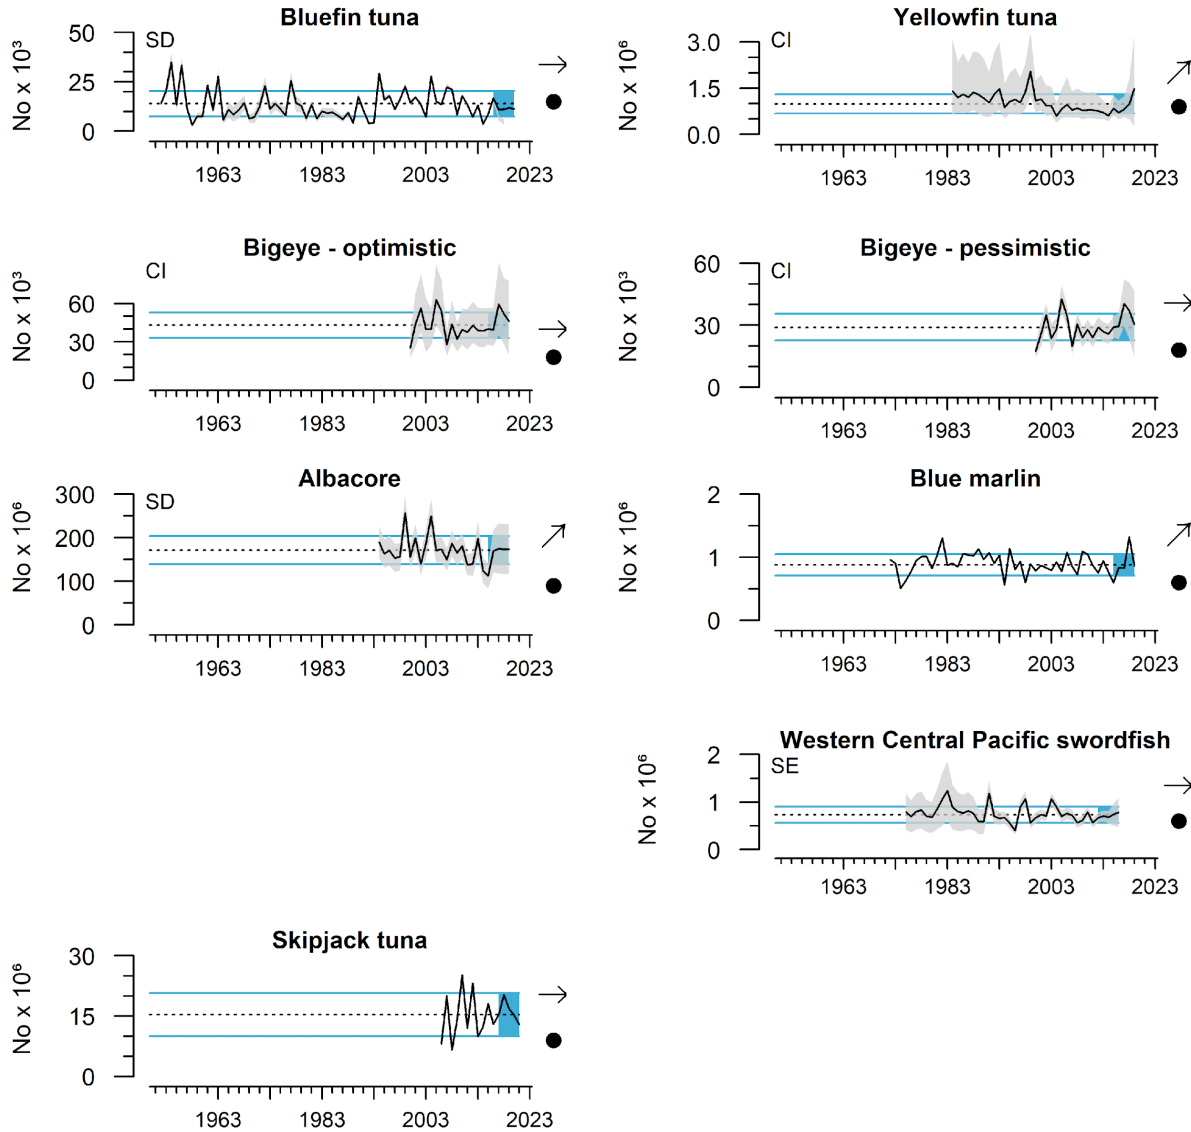 Bluefin tuna
No x 10³
SD
50
25
0
1963 1983 2003 2023
Yellowfin tuna
No x 10⁶
CI
3.0
1.5
0.0
1963 1983 2003 2023
Bigeye - optimistic
No x 10³
CI
60
30
0
1963 1983 2003 2023
Bigeye - pessimistic
No x 10³
CI
60
30
0
1963 1983 2003 2023
Albacore
No x 10⁶
SD
300
200
100
0
1963 1983 2003 2023
Blue marlin
No x 10⁶
2
1
0
1963 1983 2003 2023
Western Central Pacific swordfish
No x 10⁶
SE
2
1
0
1963 1983 2003 2023
Skipjack tuna
No x 10⁶
30
15
0
1963 1983 2003 2023